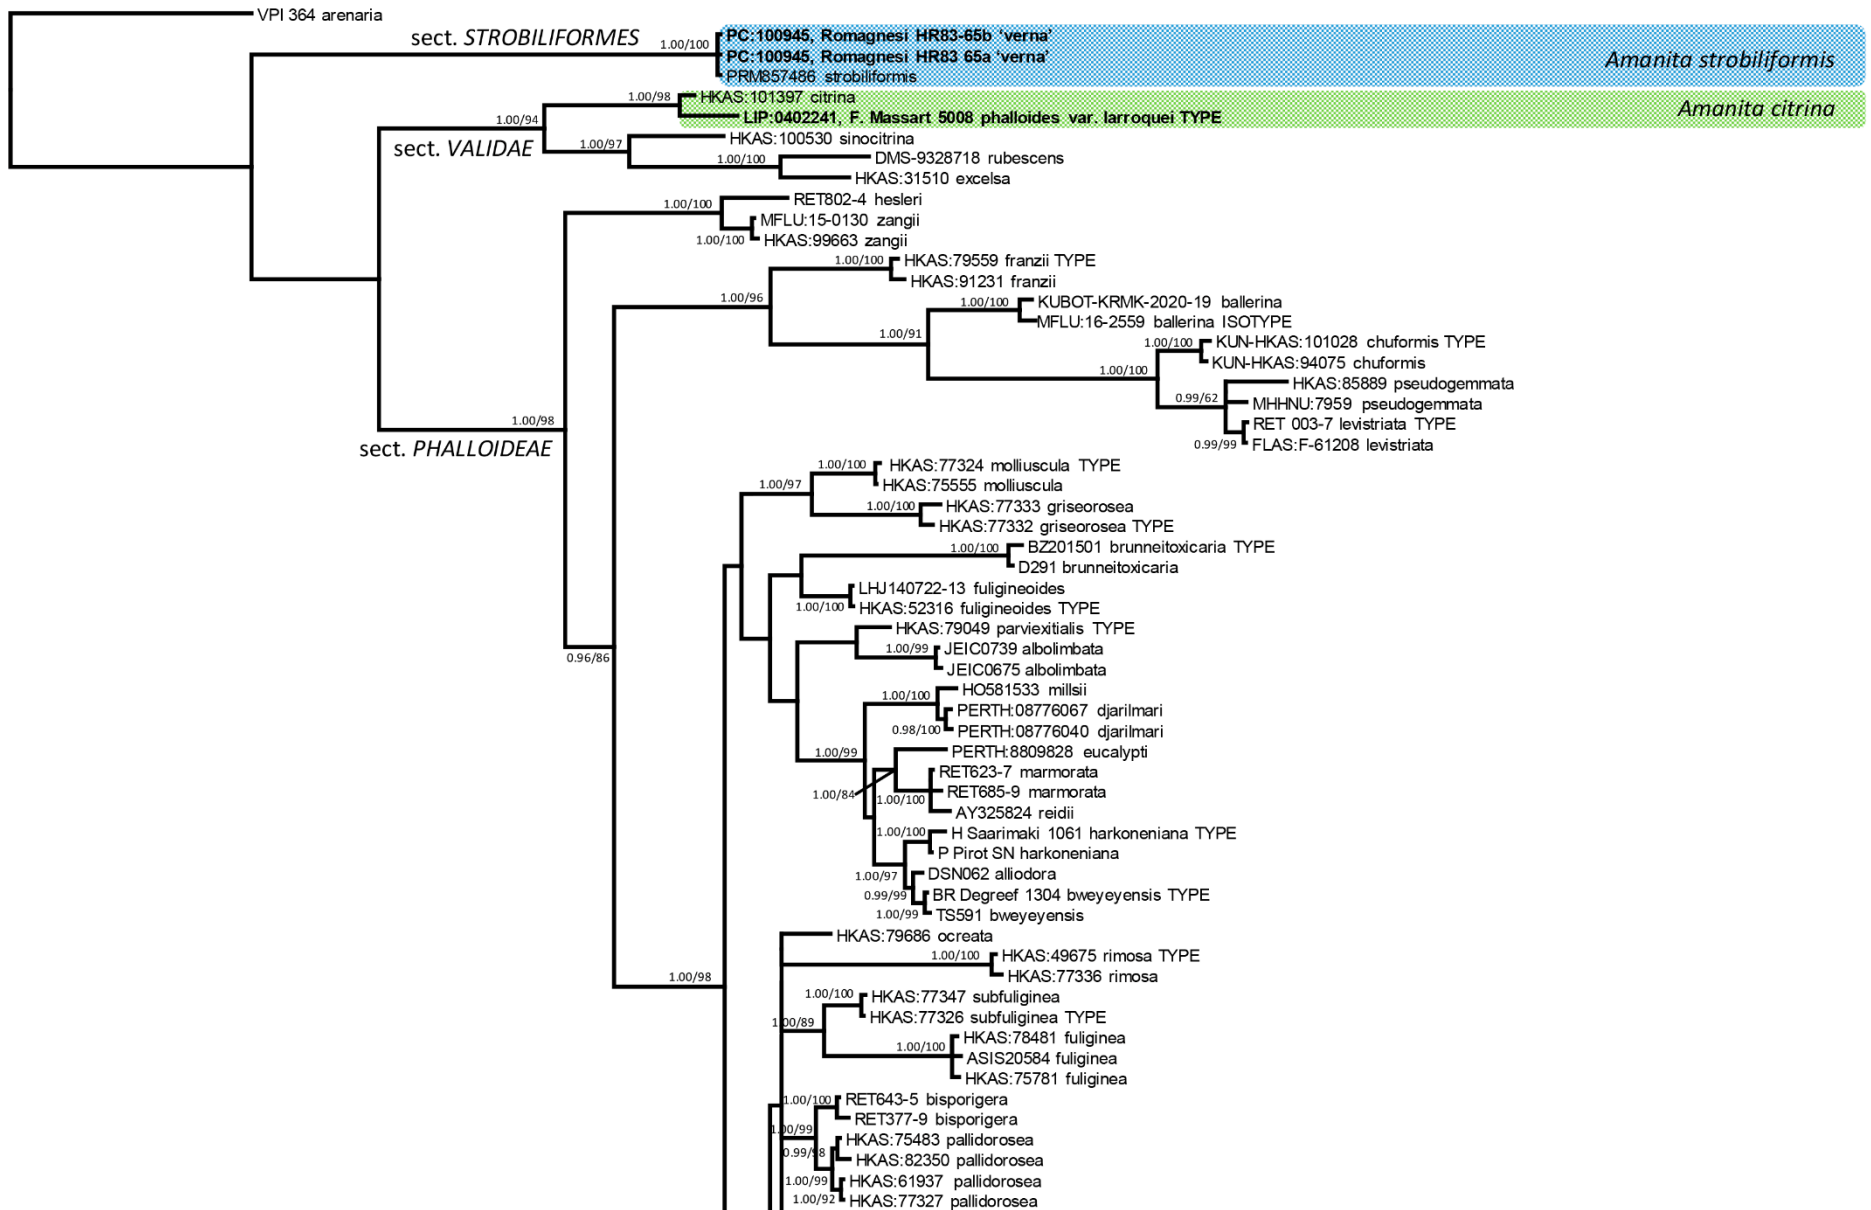 VPI 364 arenaria
sect. STROBILIFORMES
1.00/100
PC:100945, Romagnesi HR83-65b ‘verna’
PC:100945, Romagnesi HR83 65a ‘verna’
PRM857486 strobiliformis
Amanita strobiliformis
1.00/98
HKAS:101397 citrina
LIP:0402241, F. Massart 5008 phalloides var. larroquei TYPE
Amanita citrina
1.00/94
sect. VALIDAE
1.00/97
HKAS:100530 sinocitrina
1.00/100
DMS-9328718 rubescens
HKAS:31510 excelsa
1.00/100
RET802-4 hesleri
MFLU:15-0130 zangii
1.00/100
HKAS:99663 zangii
1.00/100
HKAS:79559 franzii TYPE
HKAS:91231 franzii
1.00/96
1.00/100
KUBOT-KRMK-2020-19 ballerina
MFLU:16-2559 ballerina ISOTYPE
1.00/91
1.00/100
KUN-HKAS:101028 chuformis TYPE
KUN-HKAS:94075 chuformis
1.00/100
HKAS:85889 pseudogemmata
0.99/62
MHHNU:7959 pseudogemmata
RET 003-7 levistriata TYPE
0.99/99
FLAS:F-61208 levistriata
1.00/98
sect. PHALLOIDEAE
1.00/100
HKAS:77324 molliuscula TYPE
HKAS:75555 molliuscula
1.00/97
1.00/100
HKAS:77333 griseorosea
HKAS:77332 griseorosea TYPE
1.00/100
BZ201501 brunneitoxicaria TYPE
D291 brunneitoxicaria
LHJ140722-13 fuligineoides
1.00/100
HKAS:52316 fuligineoides TYPE
HKAS:79049 parviexitialis TYPE
1.00/99
JEIC0739 albolimbata
JEIC0675 albolimbata
0.96/86
1.00/100
HO581533 millsii
PERTH:08776067 djarilmari
0.98/100
PERTH:08776040 djarilmari
1.00/99
PERTH:8809828 eucalypti
RET623-7 marmorata
1.00/84
1.00/100
RET685-9 marmorata
AY325824 reidii
1.00/100
H Saarimaki 1061 harkoneniana TYPE
P Pirot SN harkoneniana
1.00/97
DSN062 alliodora
0.99/99
BR Degreef 1304 bweyeyensis TYPE
1.00/99
TS591 bweyeyensis
HKAS:79686 ocreata
1.00/100
HKAS:49675 rimosa TYPE
HKAS:77336 rimosa
1.00/98
1.00/100
HKAS:77347 subfuliginea
HKAS:77326 subfuliginea TYPE
1.00/89
HKAS:78481 fuliginea
1.00/100
ASIS20584 fuliginea
HKAS:75781 fuliginea
1.00/100
RET643-5 bisporigera
RET377-9 bisporigera
1.00/99
HKAS:75483 pallidorosea
0.99/98
HKAS:82350 pallidorosea
1.00/99
HKAS:61937 pallidorosea
1.00/92
HKAS:77327 pallidorosea